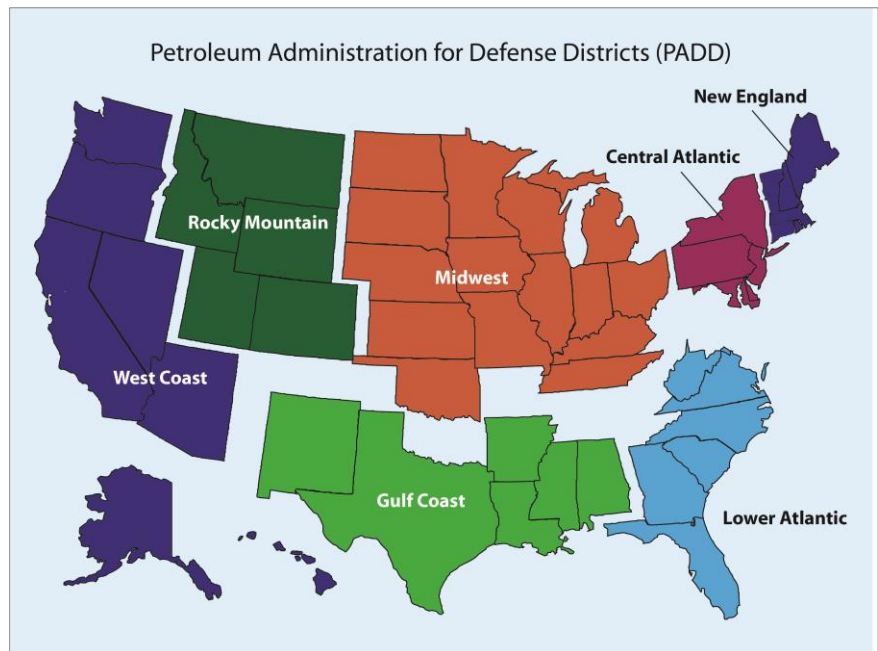 Petroleum Administration for Defense Districts (PADD)
New England
Central Atlantic
Rocky Mountain
Midwest
West Coast
Gulf Coast
Lower Atlantic